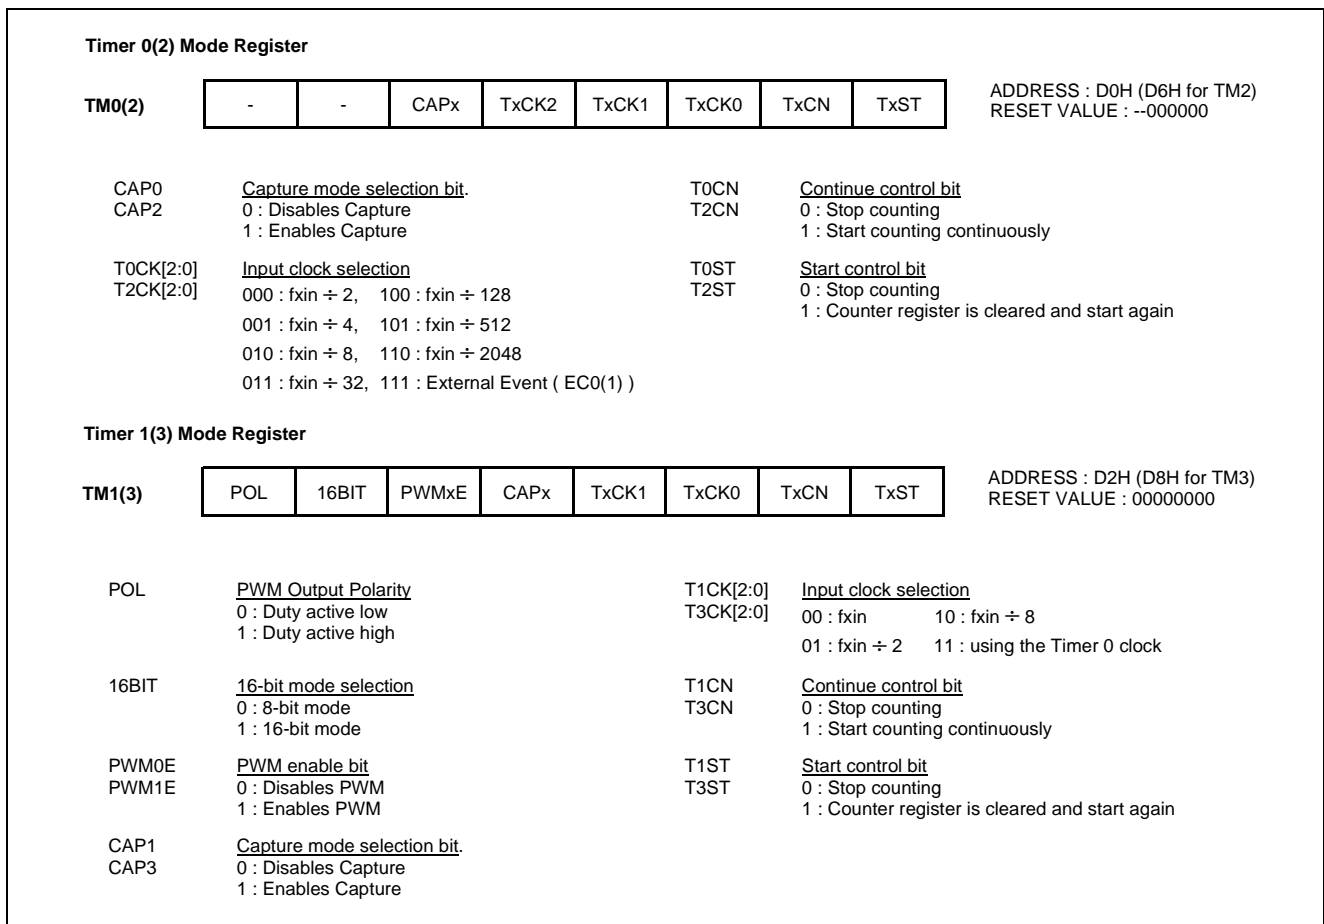 Timer 0(2) Mode Register
TM0(2) - - CAPx TxCK2 TxCK1 TxCK0 TxCN TxST
ADDRESS : D0H (D6H for TM2)
RESET VALUE : --000000
CAP0 Capture mode selection bit.
CAP2 0 : Disables Capture
1 : Enables Capture
T0CN Continue control bit
T2CN 0 : Stop counting
1 : Start counting continuously
T0CK[2:0] Input clock selection
T2CK[2:0] 000 : fxin ÷ 2, 100 : fxin ÷ 128
001 : fxin ÷ 4, 101 : fxin ÷ 512
010 : fxin ÷ 8, 110 : fxin ÷ 2048
011 : fxin ÷ 32, 111 : External Event ( EC0(1) )
T0ST Start control bit
T2ST 0 : Stop counting
1 : Counter register is cleared and start again
Timer 1(3) Mode Register
TM1(3) POL 16BIT PWMxE CAPx TxCK1 TxCK0 TxCN TxST
ADDRESS : D2H (D8H for TM3)
RESET VALUE : 00000000
POL PWM Output Polarity
0 : Duty active low
1 : Duty active high
T1CK[2:0] Input clock selection
T3CK[2:0] 00 : fxin 10 : fxin ÷ 8
01 : fxin ÷ 2 11 : using the Timer 0 clock
16BIT 16-bit mode selection
0 : 8-bit mode
1 : 16-bit mode
T1CN Continue control bit
T3CN 0 : Stop counting
1 : Start counting continuously
PWM0E PWM enable bit
PWM1E 0 : Disables PWM
1 : Enables PWM
T1ST Start control bit
T3ST 0 : Stop counting
1 : Counter register is cleared and start again
CAP1 Capture mode selection bit.
CAP3 0 : Disables Capture
1 : Enables Capture